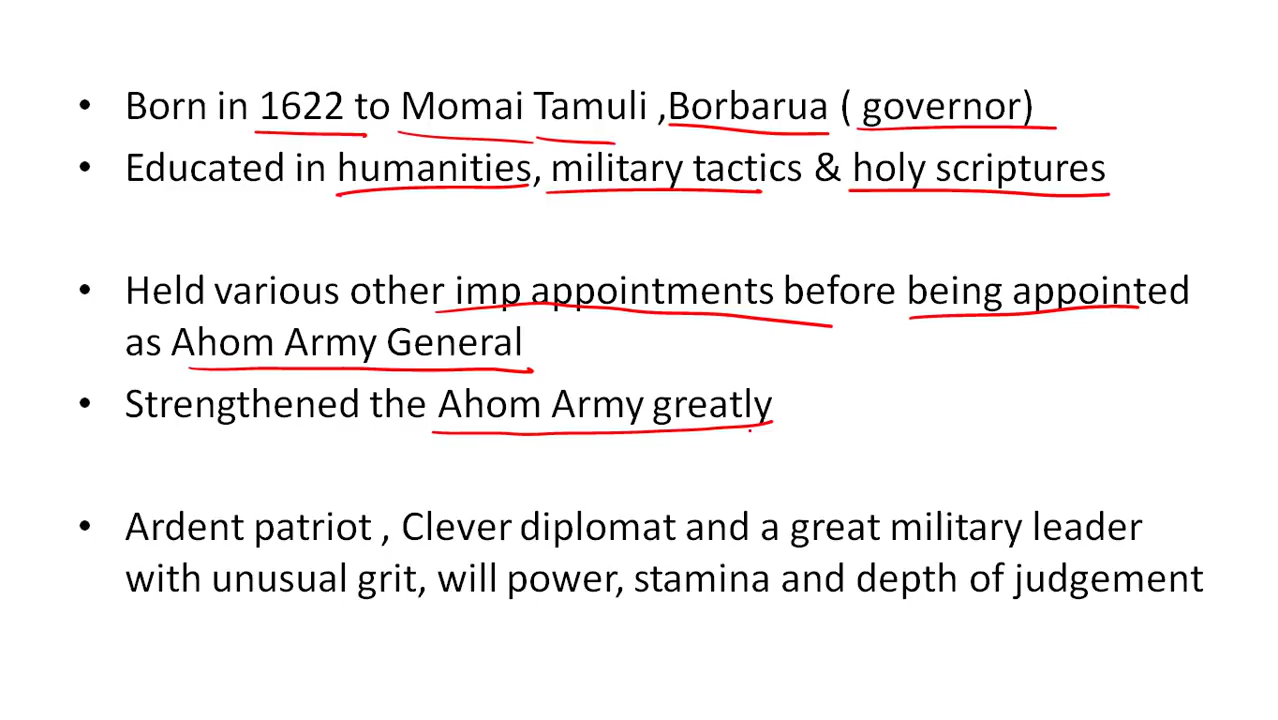 • Born in 1622 to Momai Tamuli ,Borbarua ( governor)
• Educated in humanities, military tactics & holy scriptures
• Held various other imp appointments before being appointed
as Ahom Army General
• Strengthened the Ahom Army greatly
• Ardent patriot , Clever diplomat and a great military leader
with unusual grit, will power, stamina and depth of judgement